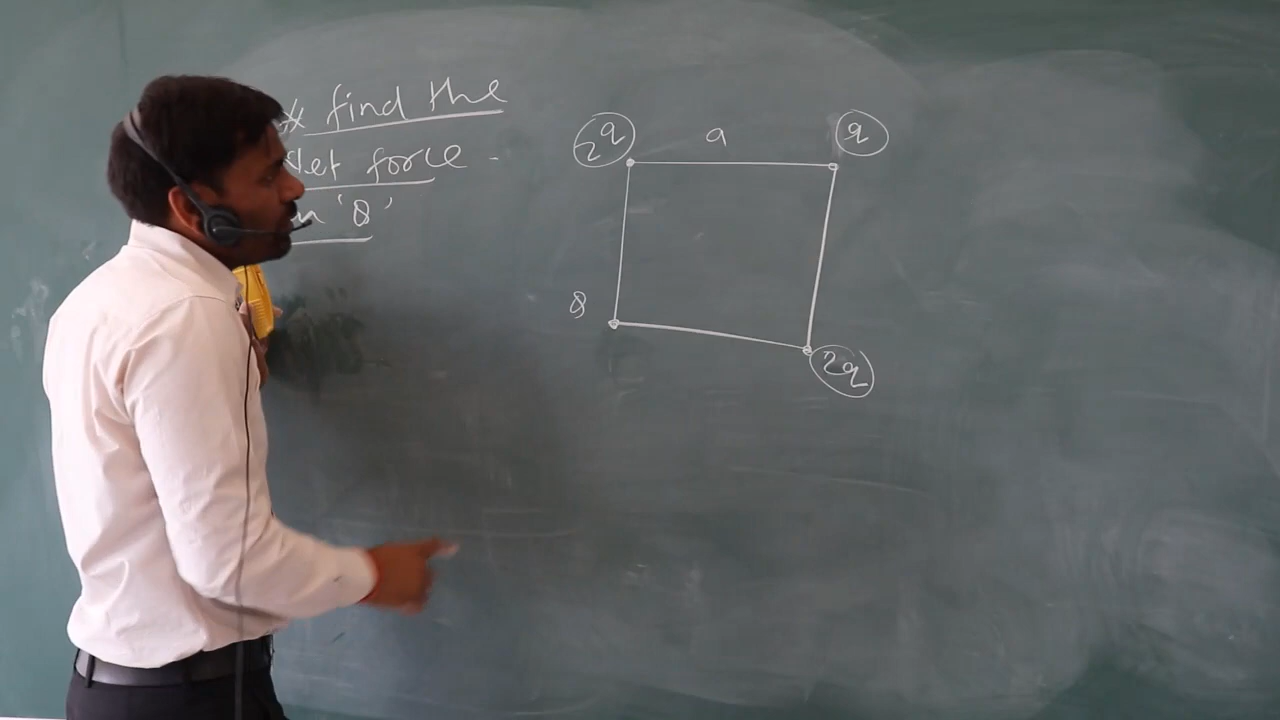 # find the
Net force -
on 'Q'
2q
a
q
Q
2q